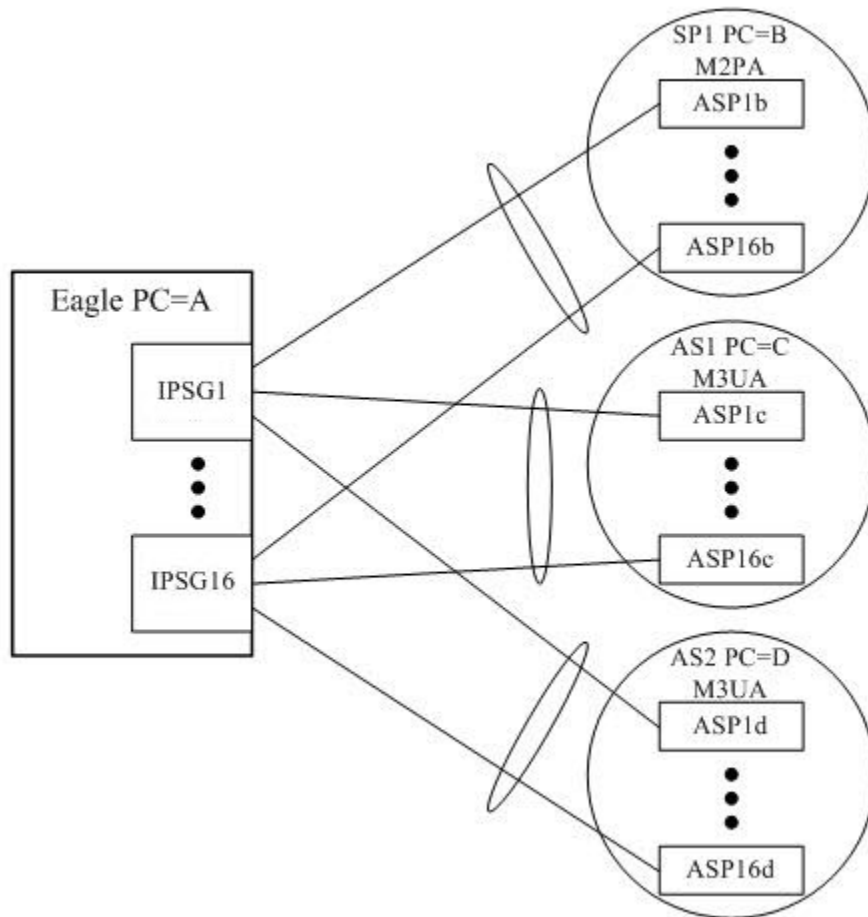 Eagle PC=A
IPSG1
IPSG16
SP1 PC=B
M2PA
ASP1b
ASP16b
AS1 PC=C
M3UA
ASP1c
ASP16c
AS2 PC=D
M3UA
ASP1d
ASP16d